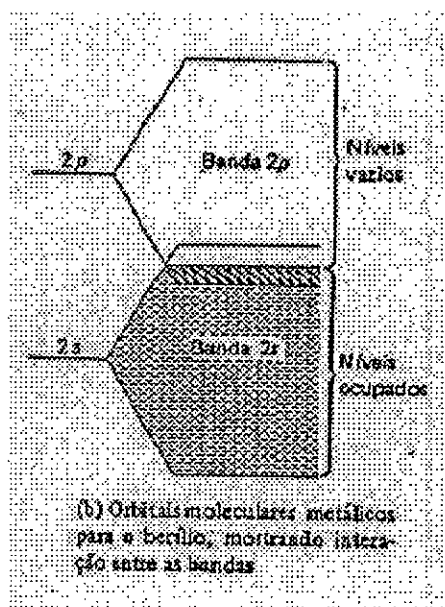 2p
Banda 2p
Níveis
vazios
2s
Banda 2s
Níveis
ocupados
(b) Orbitais moleculares metálicos
para o berílio, mostrando intera-
ção entre as bandas